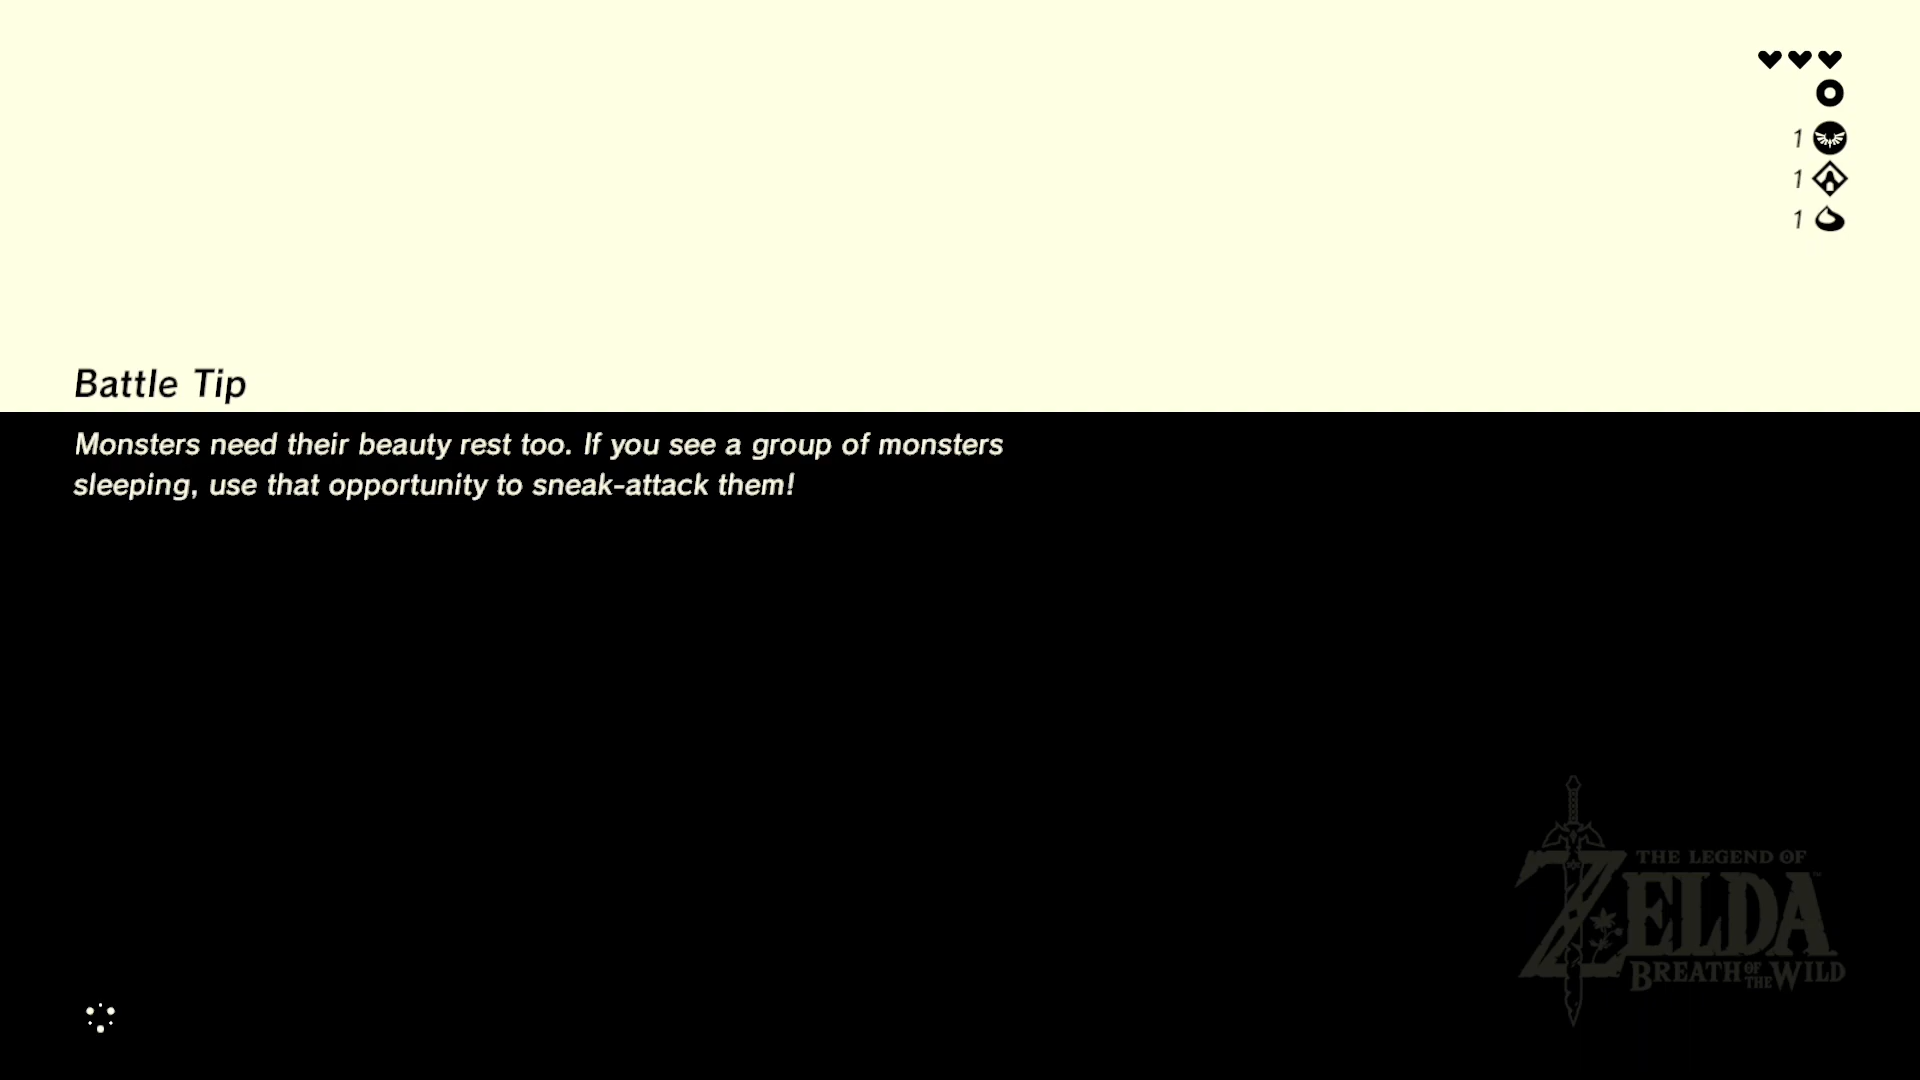 1
1
1
Battle Tip
Monsters need their beauty rest too. If you see a group of monsters
sleeping, use that opportunity to sneak-attack them!
THE LEGEND OF
ZELDA
BREATH OF THE WILD